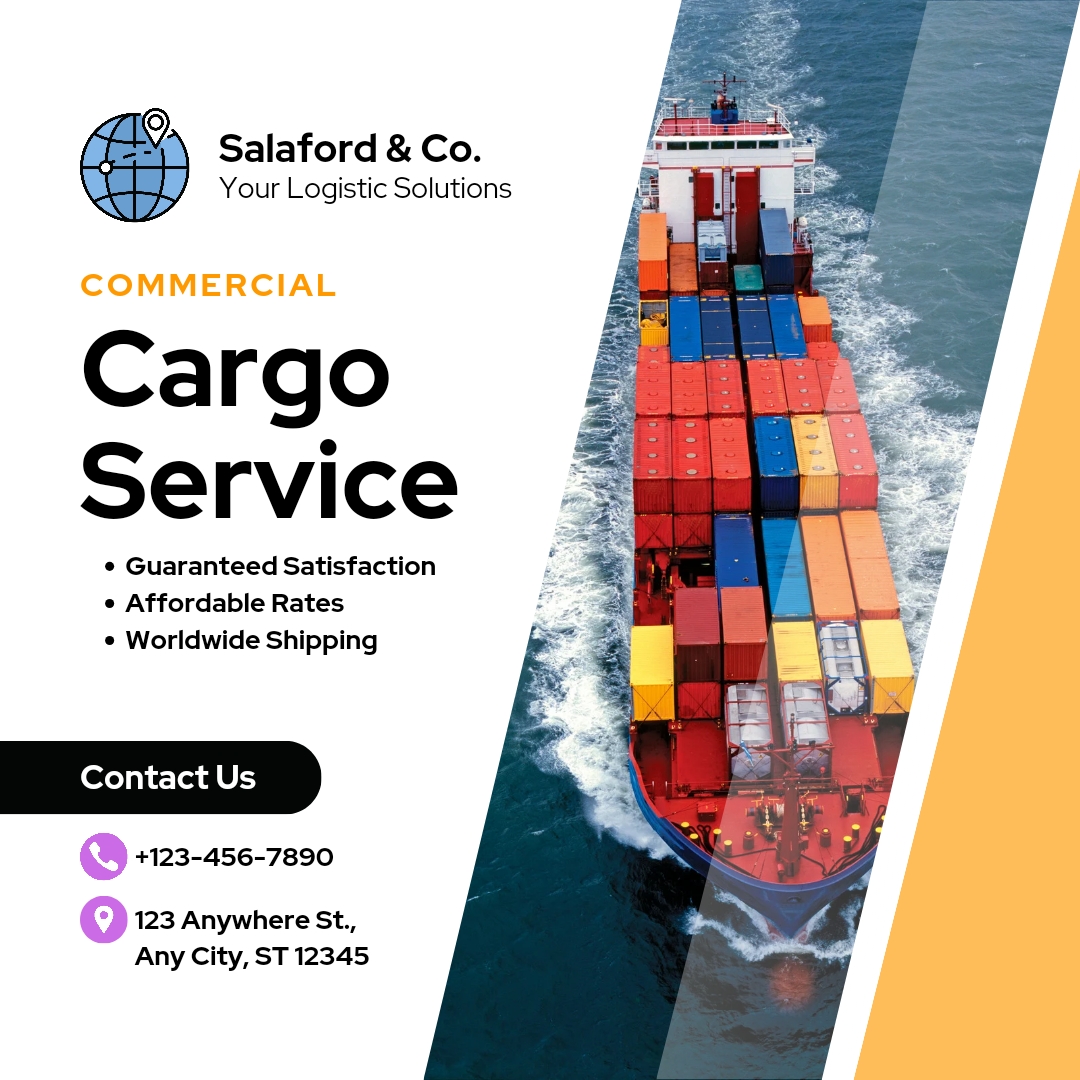 Salaford & Co.
Your Logistic Solutions
COMMERCIAL
Cargo
Service
• Guaranteed Satisfaction
• Affordable Rates
• Worldwide Shipping
Contact Us
+123-456-7890
123 Anywhere St.,
Any City, ST 12345